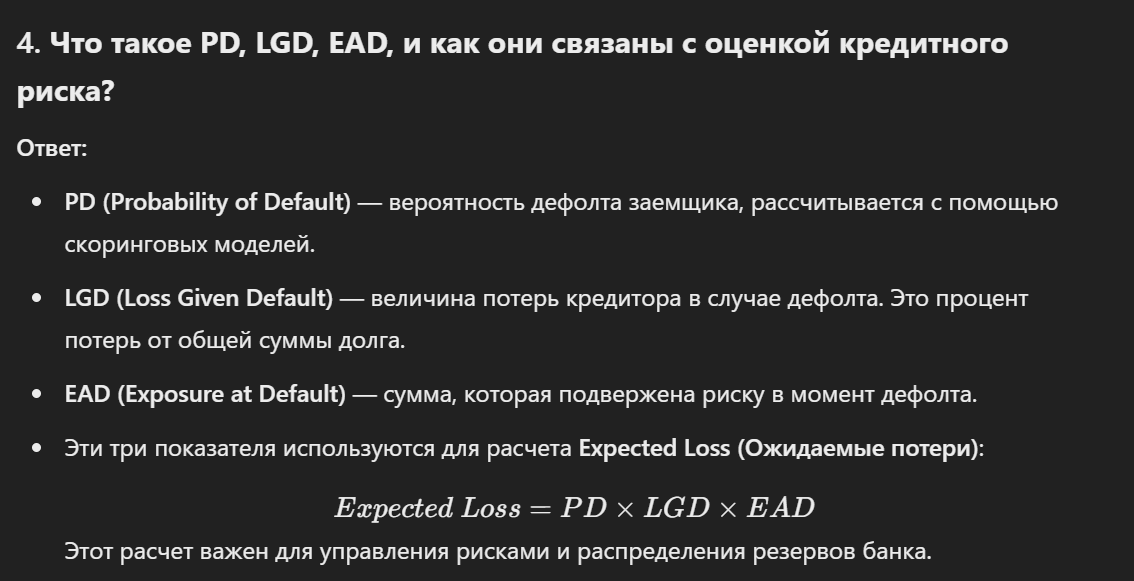 4. Что такое PD, LGD, EAD, и как они связаны с оценкой кредитного
риска?
Ответ:
• PD (Probability of Default) — вероятность дефолта заемщика, рассчитывается с помощью
скоринговых моделей.
• LGD (Loss Given Default) — величина потерь кредитора в случае дефолта. Это процент
потерь от общей суммы долга.
• EAD (Exposure at Default) — сумма, которая подвержена риску в момент дефолта.
• Эти три показателя используются для расчета Expected Loss (Ожидаемые потери):
Expected Loss = PD × LGD × EAD
Этот расчет важен для управления рисками и распределения резервов банка.